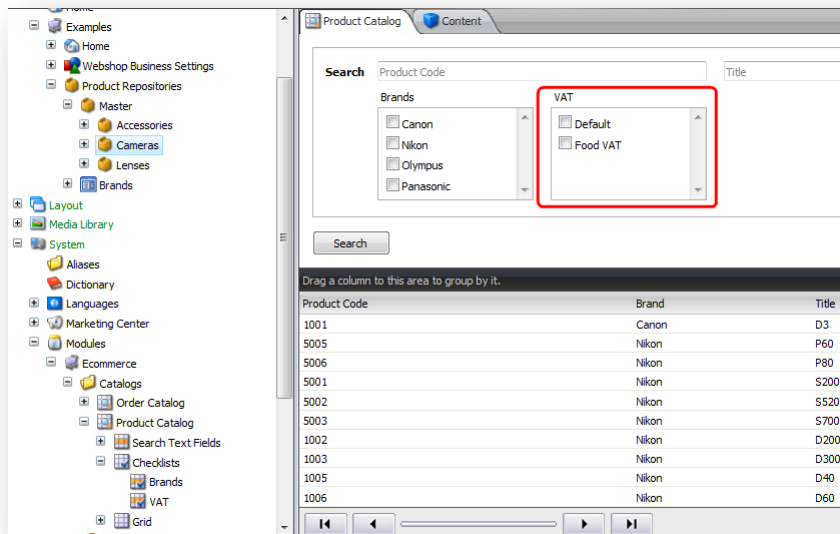 Home
Examples
Home
Webshop Business Settings
Product Repositories
Master
Accessories
Cameras
Lenses
Brands
Layout
Media Library
System
Aliases
Dictionary
Languages
Marketing Center
Modules
Ecommerce
Catalogs
Order Catalog
Product Catalog
Search Text Fields
Checklists
Brands
VAT
Grid
Product Catalog Content
Search Product Code Title
Brands VAT
Canon Default
Nikon Food VAT
Olympus
Panasonic
Search
Drag a column to this area to group by it.
Product Code Brand Title
1001 Canon D3
5005 Nikon P60
5006 Nikon P80
5001 Nikon S200
5002 Nikon S520
5003 Nikon S700
1002 Nikon D200
1003 Nikon D300
1005 Nikon D40
1006 Nikon D60